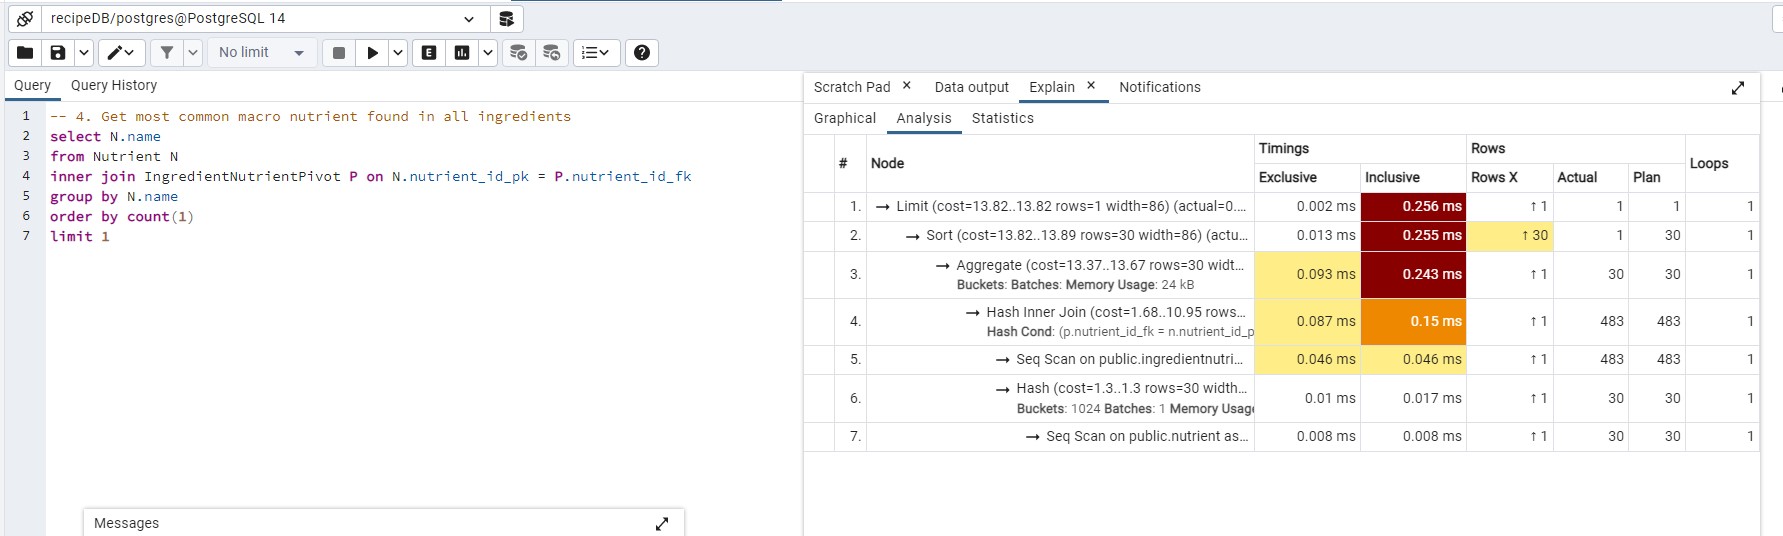 recipeDB/postgres@PostgreSQL 14
No limit
Query Query History
1 -- 4. Get most common macro nutrient found in all ingredients
2 select N.name
3 from Nutrient N
4 inner join IngredientNutrientPivot P on N.nutrient_id_pk = P.nutrient_id_fk
5 group by N.name
6 order by count(1)
7 limit 1
Messages
Scratch Pad × Data output Explain × Notifications
Graphical Analysis Statistics
# Node Timings Rows Loops
Exclusive Inclusive Rows X Actual Plan
1. → Limit (cost=13.82..13.82 rows=1 width=86) (actual=0.... 0.002 ms 0.256 ms ↑ 1 1 1 1
2. → Sort (cost=13.82..13.89 rows=30 width=86) (actu... 0.013 ms 0.255 ms ↑ 30 1 30 1
3. → Aggregate (cost=13.37..13.67 rows=30 widt... 0.093 ms 0.243 ms ↑ 1 30 30 1
Buckets: Batches: Memory Usage: 24 kB
4. → Hash Inner Join (cost=1.68..10.95 rows... 0.087 ms 0.15 ms ↑ 1 483 483 1
Hash Cond: (p.nutrient_id_fk = n.nutrient_id_p
5. → Seq Scan on public.ingredientnutri... 0.046 ms 0.046 ms ↑ 1 483 483 1
6. → Hash (cost=1.3..1.3 rows=30 width... 0.01 ms 0.017 ms ↑ 1 30 30 1
Buckets: 1024 Batches: 1 Memory Usage
7. → Seq Scan on public.nutrient as... 0.008 ms 0.008 ms ↑ 1 30 30 1